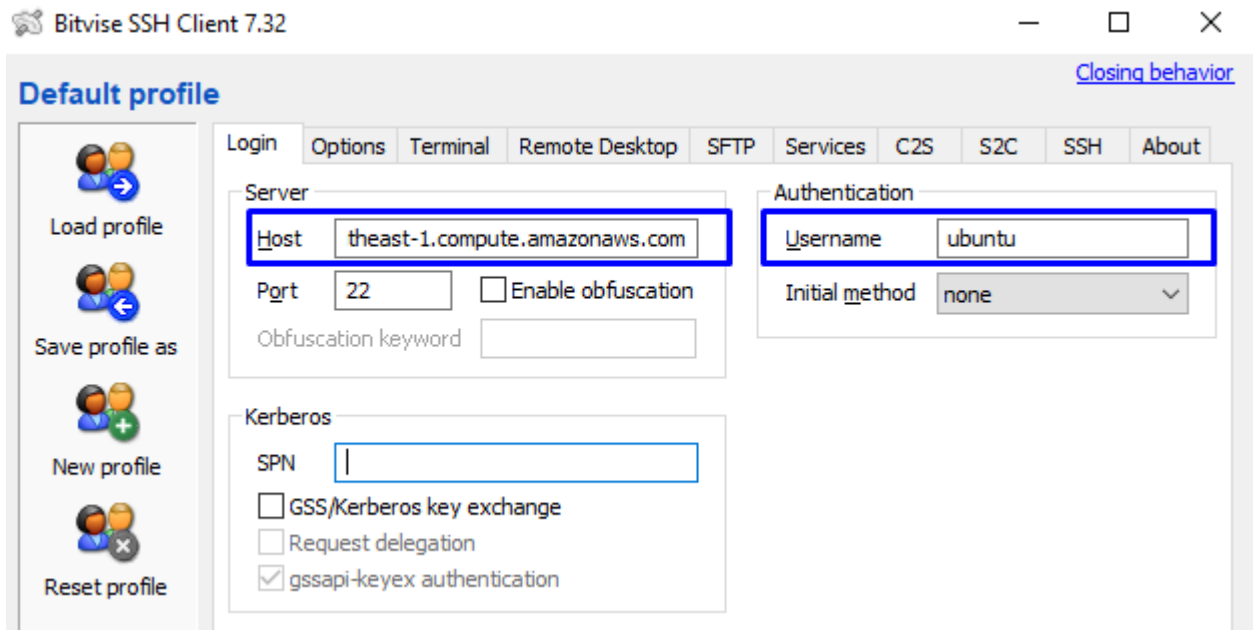 Bitvise SSH Client 7.32
Closing behavior
Default profile
Load profile
Save profile as
New profile
Reset profile
Login Options Terminal Remote Desktop SFTP Services C2S S2C SSH About
Server
Host theast-1.compute.amazonaws.com
Port 22 Enable obfuscation
Obfuscation keyword
Authentication
Username ubuntu
Initial method none
Kerberos
SPN
GSS/Kerberos key exchange
Request delegation
gssapi-keyex authentication